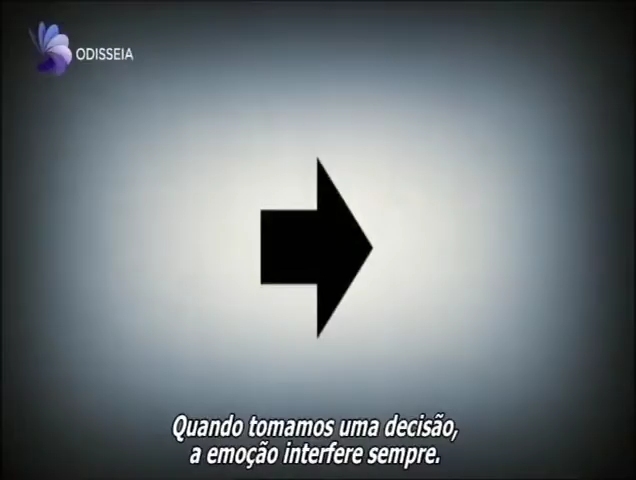 ODISSEIA
Quando tomamos uma decisão,
a emoção interfere sempre.